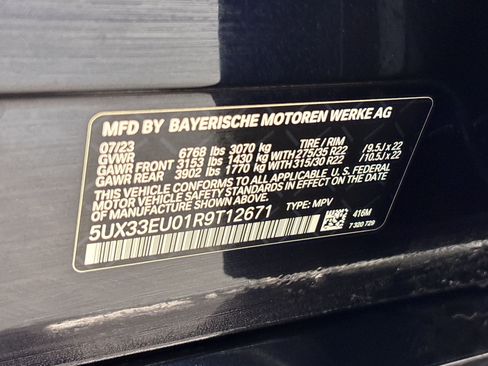 MFD BY BAYERISCHE MOTOREN WERKE AG
07/23 TIRE / RIM
GVWR 6768 lbs 3070 kg
GAWR FRONT 3153 lbs 1430 kg WITH 275/35 R22 /9.5J x 22
GAWR REAR 3902 lbs 1770 kg WITH 315/30 R22 /10.5J x 22
THIS VEHICLE CONFORMS TO ALL APPLICABLE U.S. FEDERAL
MOTOR VEHICLE SAFETY STANDARDS IN EFFECT ON THE
DATE OF MANUFACTURE SHOWN ABOVE.
5UX33EU01R9T12671 TYPE: MPV
416M
7 320 729